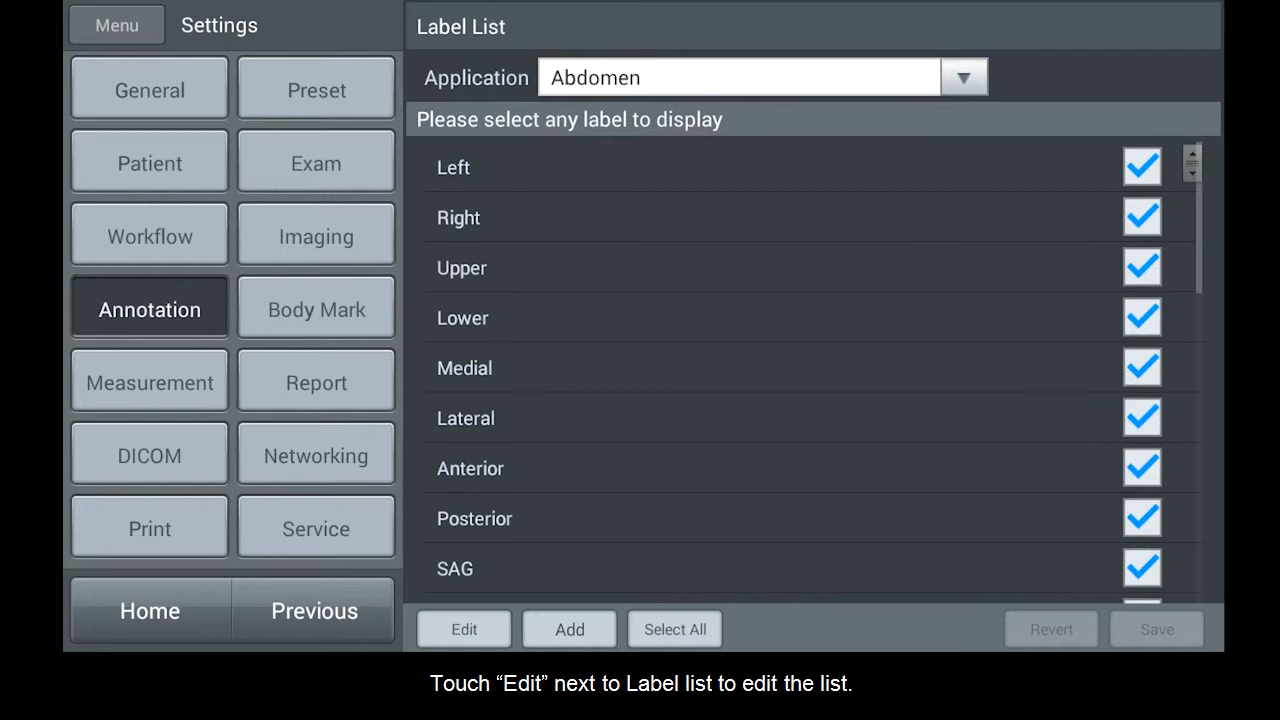 Menu Settings
General Preset
Patient Exam
Workflow Imaging
Annotation Body Mark
Measurement Report
DICOM Networking
Print Service
Home Previous
Label List
Application Abdomen
Please select any label to display
Left
Right
Upper
Lower
Medial
Lateral
Anterior
Posterior
SAG
Edit Add Select All Revert Save
Touch “Edit” next to Label list to edit the list.